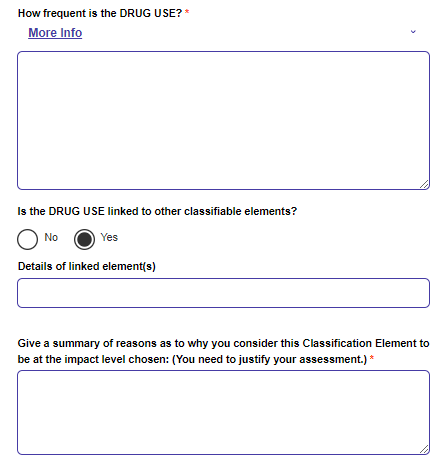 How frequent is the DRUG USE? *
More Info
Is the DRUG USE linked to other classifiable elements?
No
Yes
Details of linked element(s)
Give a summary of reasons as to why you consider this Classification Element to
be at the impact level chosen: (You need to justify your assessment.) *